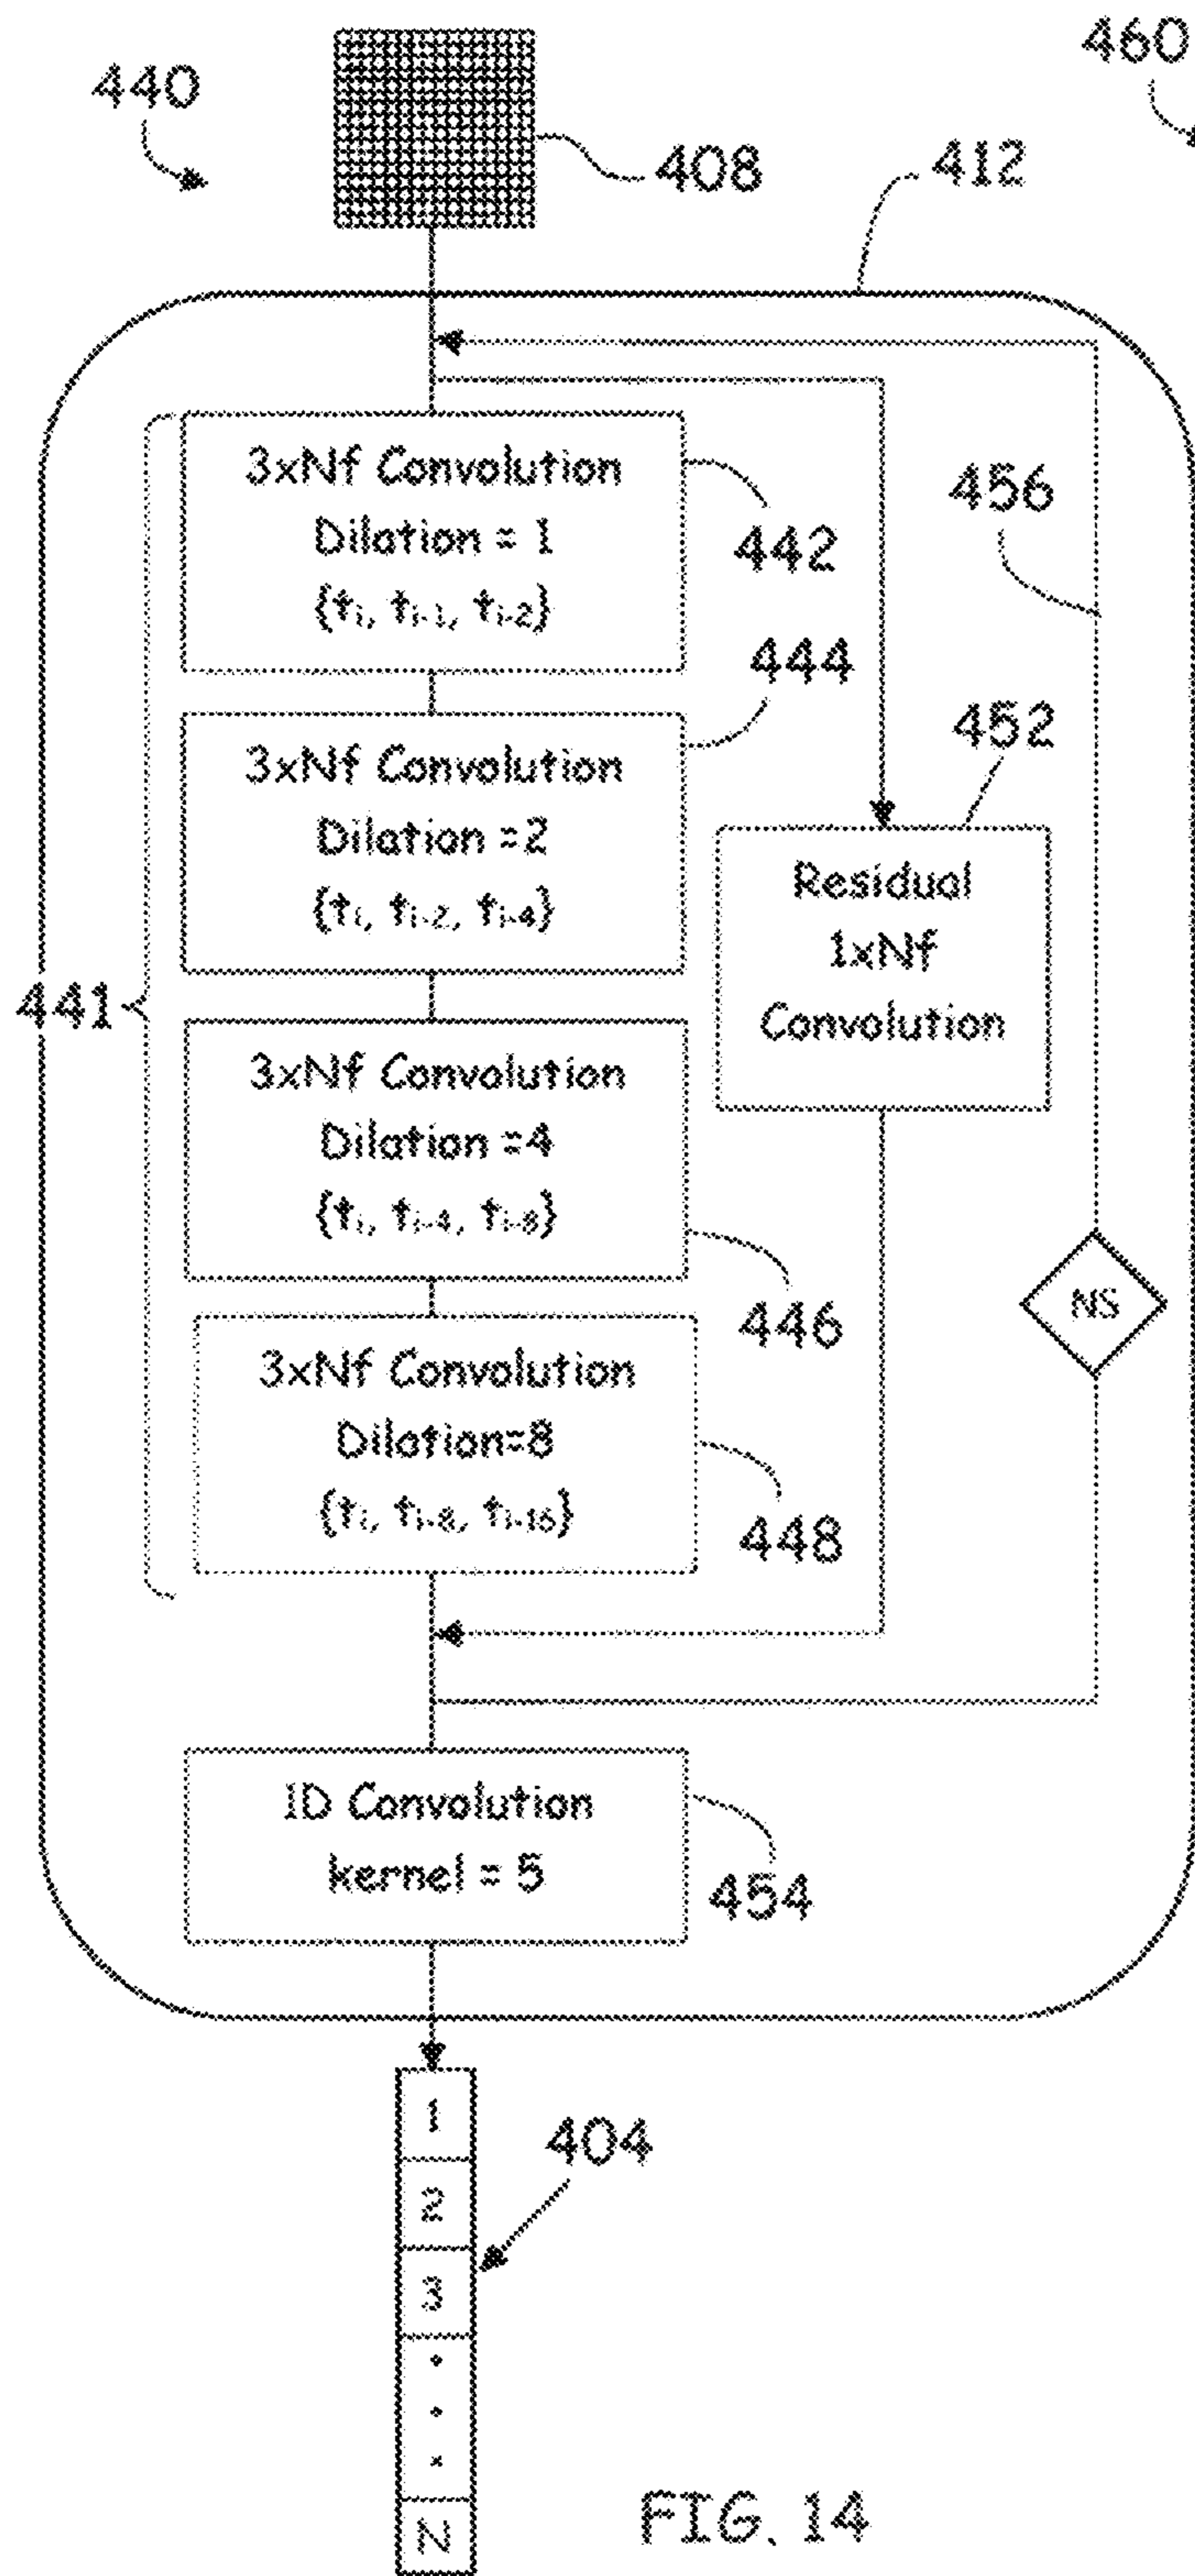 460
440
408
412
3xNf Convolution
Dilation = 1
{ti, ti-1, ti-2}
456
442
444
3xNf Convolution
Dilation =2
{ti, ti-2, ti-4}
452
Residual
1xNf
Convolution
441
3xNf Convolution
Dilation =4
{ti, ti-4, ti-8}
446
NS
3xNf Convolution
Dilation=8
{ti, ti-8, ti-16}
448
1D Convolution
kernel = 5
454
1
404
2
3
N
FIG. 14